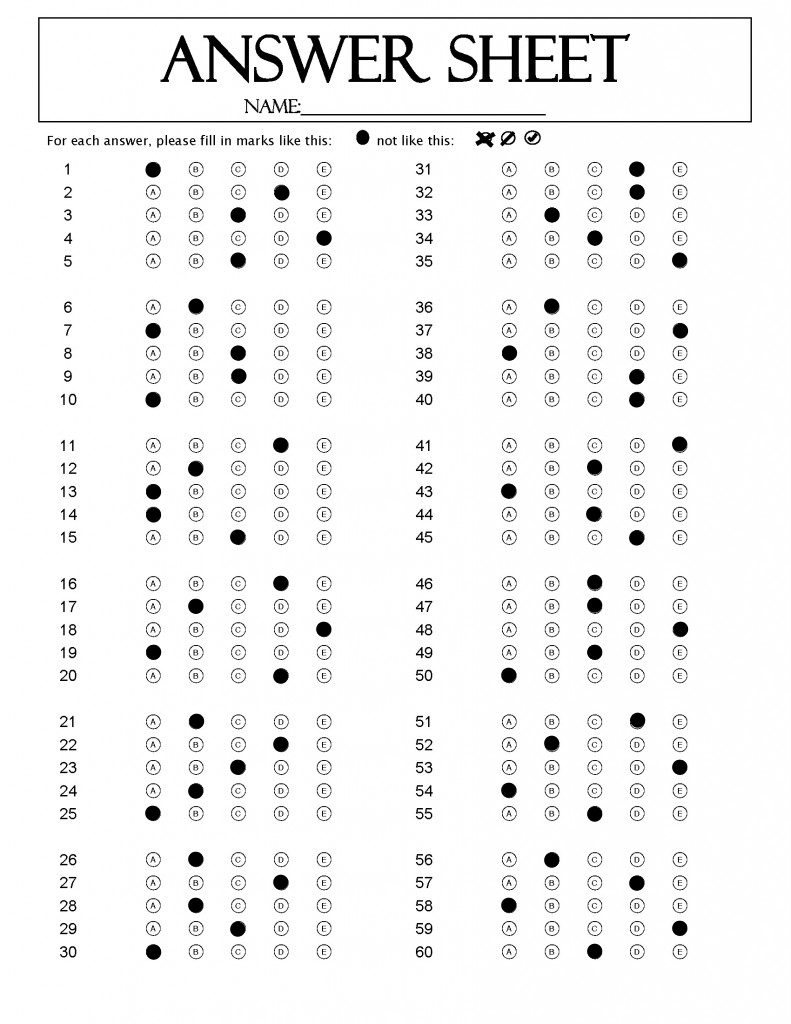 ANSWER SHEET
NAME:
For each answer, please fill in marks like this: not like this:
1 B C D E 31 A B C E
2 A B C E 32 A B C E
3 A B D E 33 A C D E
4 A B C D 34 A B D E
5 A B D E 35 A B C D
6 A C D E 36 A C D E
7 B C D E 37 A B C D
8 A B D E 38 B C D E
9 A B D E 39 A B C E
10 B C D E 40 A B C E
11 A B C E 41 A B C D
12 A C D E 42 A B D E
13 B C D E 43 B C D E
14 B C D E 44 A B D E
15 A B D E 45 A B C E
16 A B C E 46 A B D E
17 A C D E 47 A B D E
18 A B C D 48 A B C D
19 B C D E 49 A B D E
20 A B C E 50 B C D E
21 A C D E 51 A B C E
22 A B C E 52 A C D E
23 A B D E 53 A B C D
24 A C D E 54 B C D E
25 B C D E 55 A B D E
26 A C D E 56 A C D E
27 A B C E 57 A B C E
28 A C D E 58 B C D E
29 A B D E 59 A B C D
30 B C D E 60 A B D E